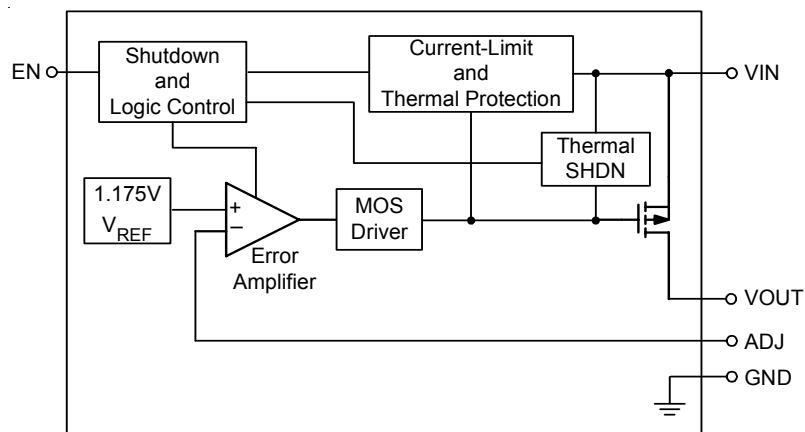 Shutdown
and
Logic Control
Current-Limit
and
Thermal Protection
EN
VIN
Thermal
SHDN
1.175V
VREF
+
−
MOS
Driver
Error
Amplifier
VOUT
ADJ
GND